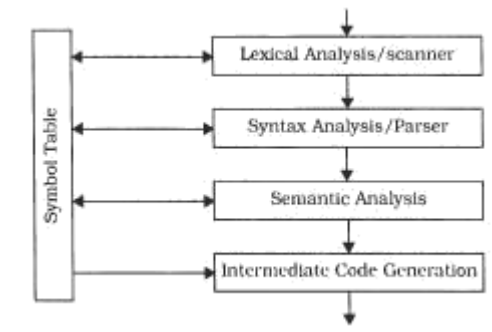 Symbol Table
Lexical Analysis/scanner
Syntax Analysis/Parser
Semantic Analysis
Intermediate Code Generation